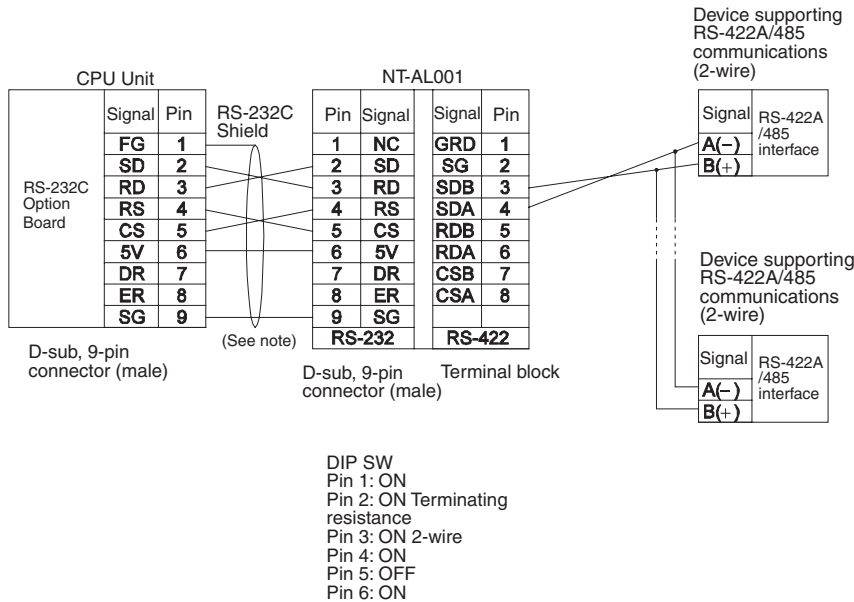 Device supporting
RS-422A/485
communications
(2-wire)
CPU Unit
NT-AL001
Signal Pin
RS-232C
Shield
Pin Signal
Signal Pin
Signal
RS-422A
/485
interface
FG 1
1 NC
GRD 1
A(−)
SD 2
2 SD
SG 2
B(+)
RS-232C
Option
Board
RD 3
3 RD
SDB 3
RS 4
4 RS
SDA 4
CS 5
5 CS
RDB 5
5V 6
6 5V
RDA 6
DR 7
7 DR
CSB 7
ER 8
8 ER
CSA 8
SG 9
(See note)
9 SG
RS-232
RS-422
Device supporting
RS-422A/485
communications
(2-wire)
D-sub, 9-pin
connector (male)
D-sub, 9-pin
connector (male)
Terminal block
Signal
RS-422A
/485
interface
A(−)
B(+)
DIP SW
Pin 1: ON
Pin 2: ON Terminating
resistance
Pin 3: ON 2-wire
Pin 4: ON
Pin 5: OFF
Pin 6: ON